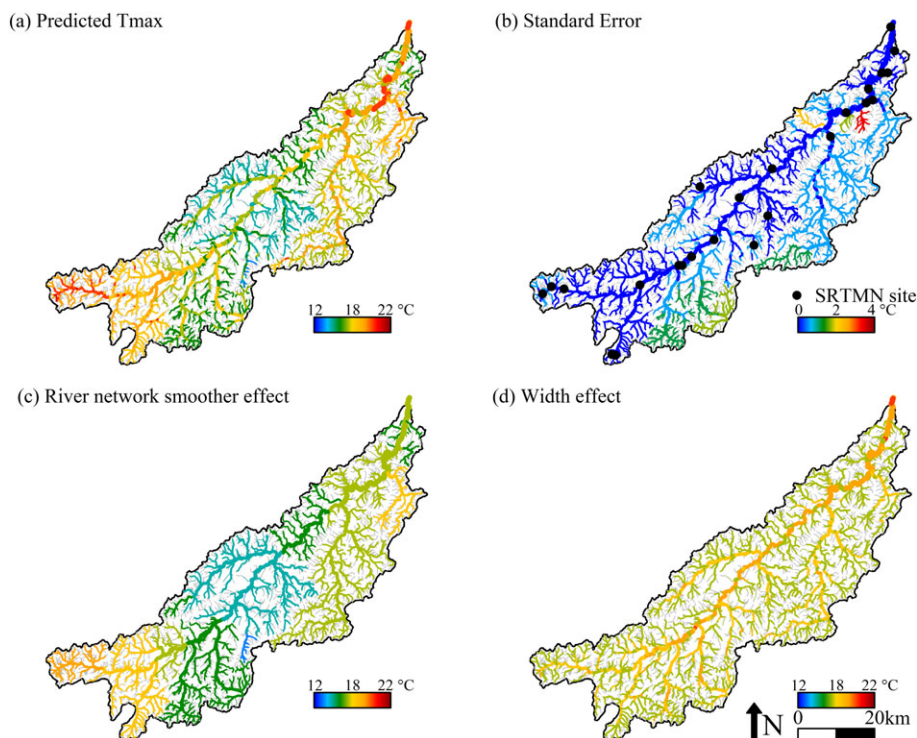 (a) Predicted Tmax
(b) Standard Error
12 18 22 °C
SRTMN site
0 2 4 °C
(c) River network smoother effect
(d) Width effect
12 18 22 °C
12 18 22 °C
N
0 20km